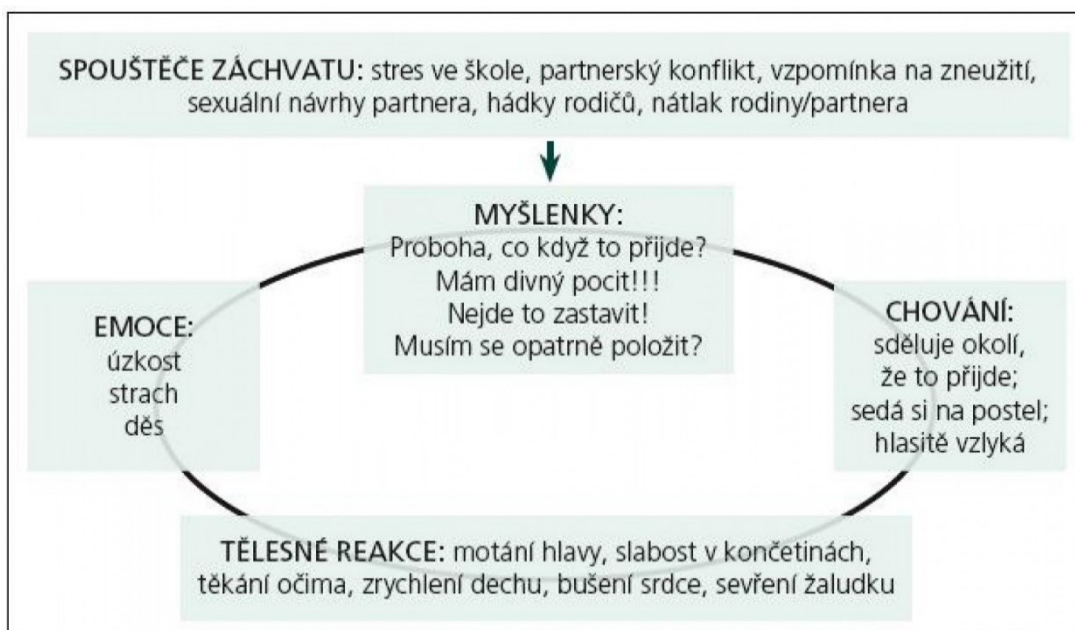 SPOUŠTĚČE ZÁCHVATU: stres ve škole, partnerský konflikt, vzpomínka na zneužití,
sexuální návrhy partnera, hádky rodičů, nátlak rodiny/partnera
MYŠLENKY:
Proboha, co když to přijde?
Mám divný pocit!!!
Nejde to zastavit!
Musím se opatrně položit?
EMOCE:
úzkost
strach
děs
CHOVÁNÍ:
sděluje okolí,
že to přijde;
sedá si na postel;
hlasitě vzlyká
TĚLESNÉ REAKCE: motání hlavy, slabost v končetinách,
těkání očima, zrychlení dechu, bušení srdce, sevření žaludku